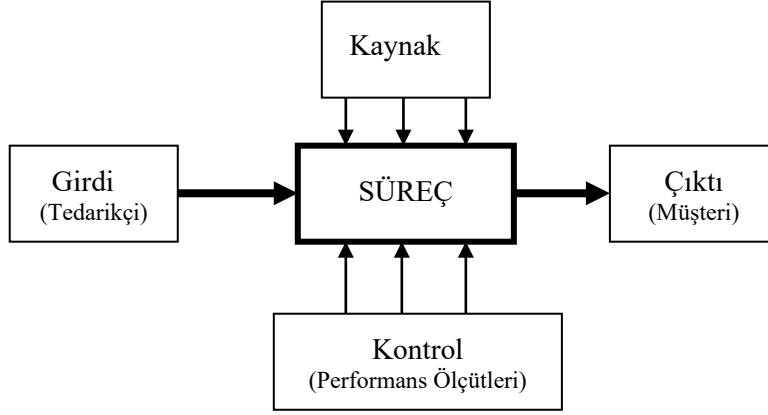 Kaynak
Girdi
(Tedarikçi)
SÜREÇ
Çıktı
(Müşteri)
Kontrol
(Performans Ölçütleri)